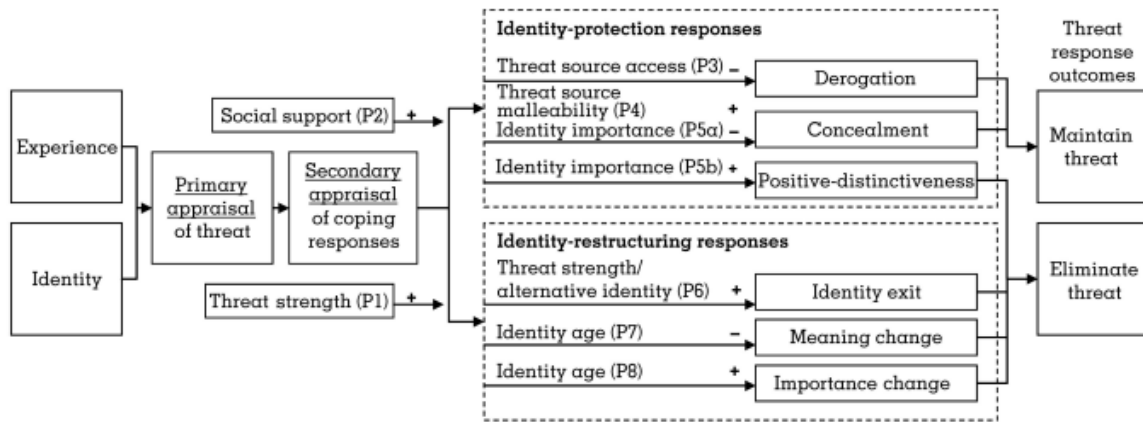 Experience
Identity
Primary
appraisal
of threat
Social support (P2) +
Secondary
appraisal
of coping
responses
Threat strength (P1) +
Identity-protection responses
Threat source access (P3) –
Derogation
Threat source
malleability (P4) +
Identity importance (P5a) –
Concealment
Identity importance (P5b) +
Positive-distinctiveness
Identity-restructuring responses
Threat strength/
alternative identity (P6) +
Identity exit
Identity age (P7) –
Meaning change
Identity age (P8) +
Importance change
Threat
response
outcomes
Maintain
threat
Eliminate
threat